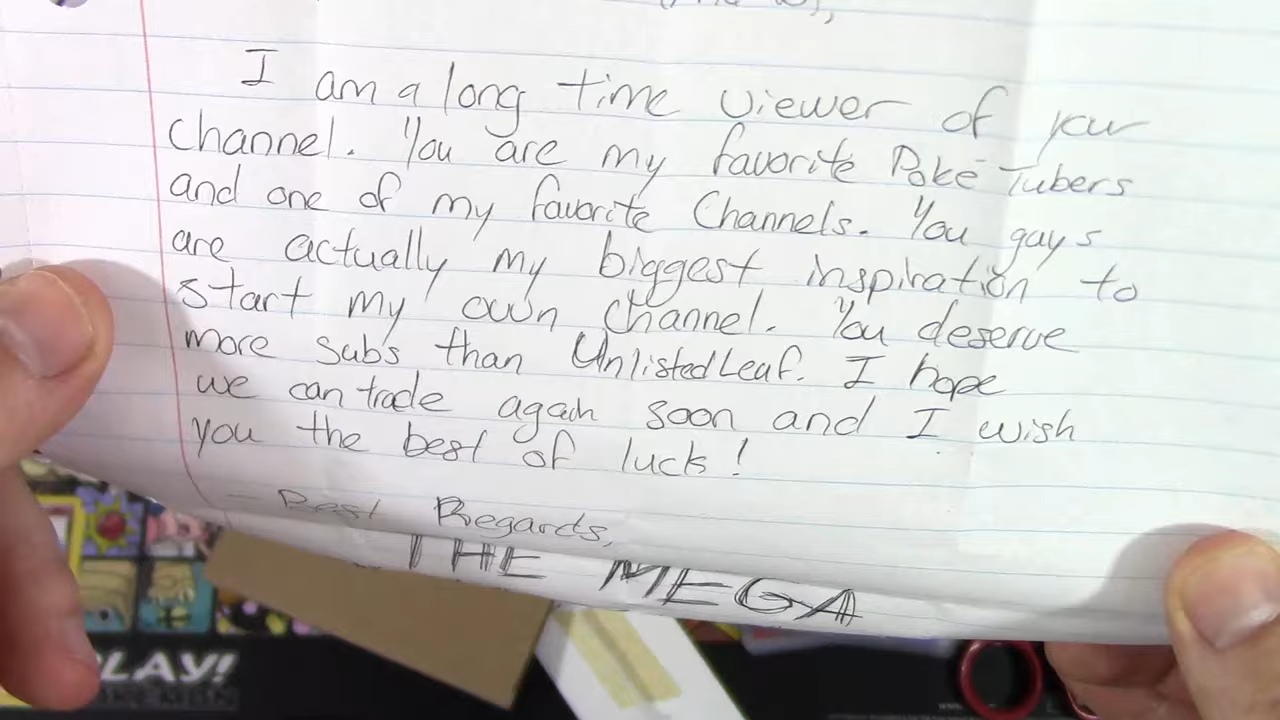 I am a long time viewer of your
channel. You are my favorite Poké Tubers
and one of my favorite Channels. You guys
are actually my biggest inspiration to
start my own channel. You deserve
more subs than UnlistedLeaf. I hope
we can trade again soon and I wish
you the best of luck!
- Best Regards,
THE MEGA
PLAY!